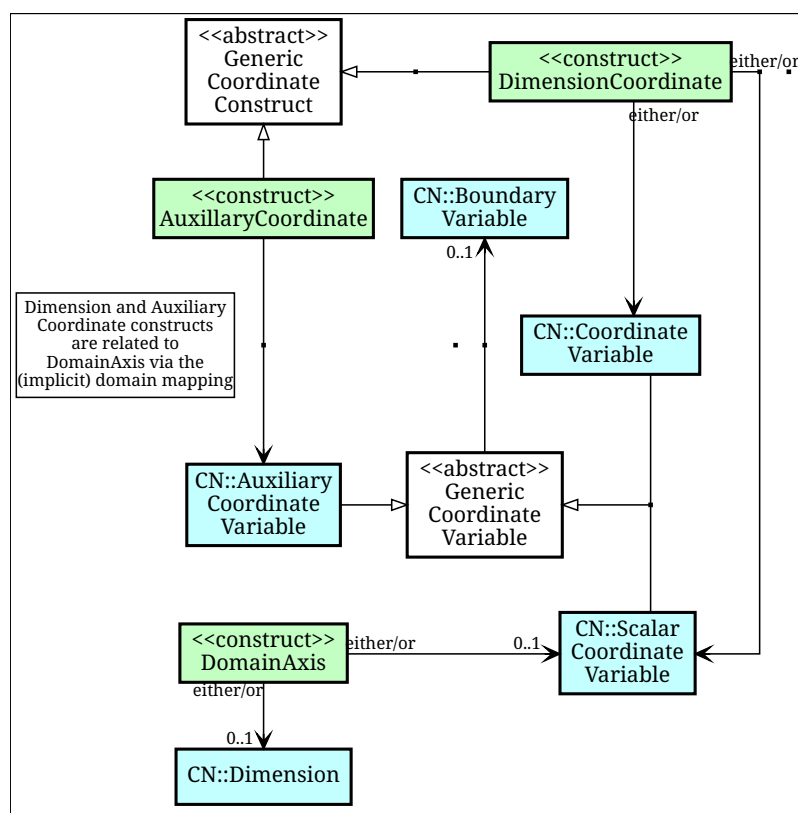 <<abstract>>
Generic
Coordinate
Construct
<<construct>>
DimensionCoordinate
either/or
either/or
<<construct>>
AuxillaryCoordinate
CN::Boundary
Variable
0..1
Dimension and Auxiliary
Coordinate constructs
are related to
DomainAxis via the
(implicit) domain mapping
CN::Coordinate
Variable
CN::Auxiliary
Coordinate
Variable
<<abstract>>
Generic
Coordinate
Variable
<<construct>>
DomainAxis
either/or
0..1
CN::Scalar
Coordinate
Variable
either/or
0..1
CN::Dimension